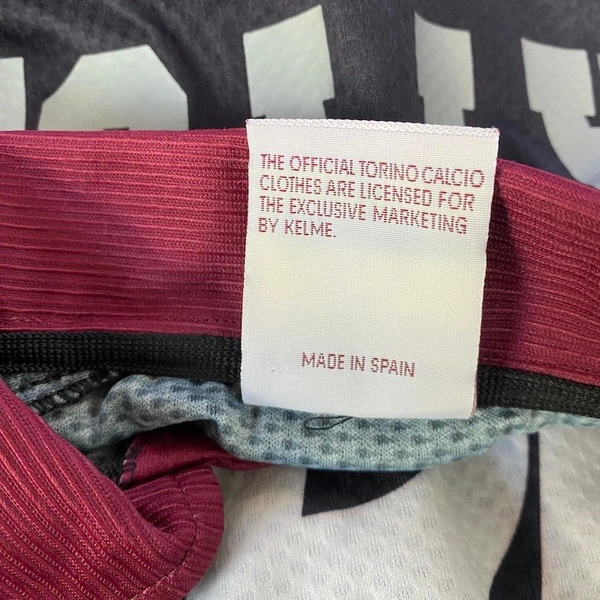 THE OFFICIAL TORINO CALCIO
CLOTHES ARE LICENSED FOR
THE EXCLUSIVE MARKETING
BY KELME.
MADE IN SPAIN